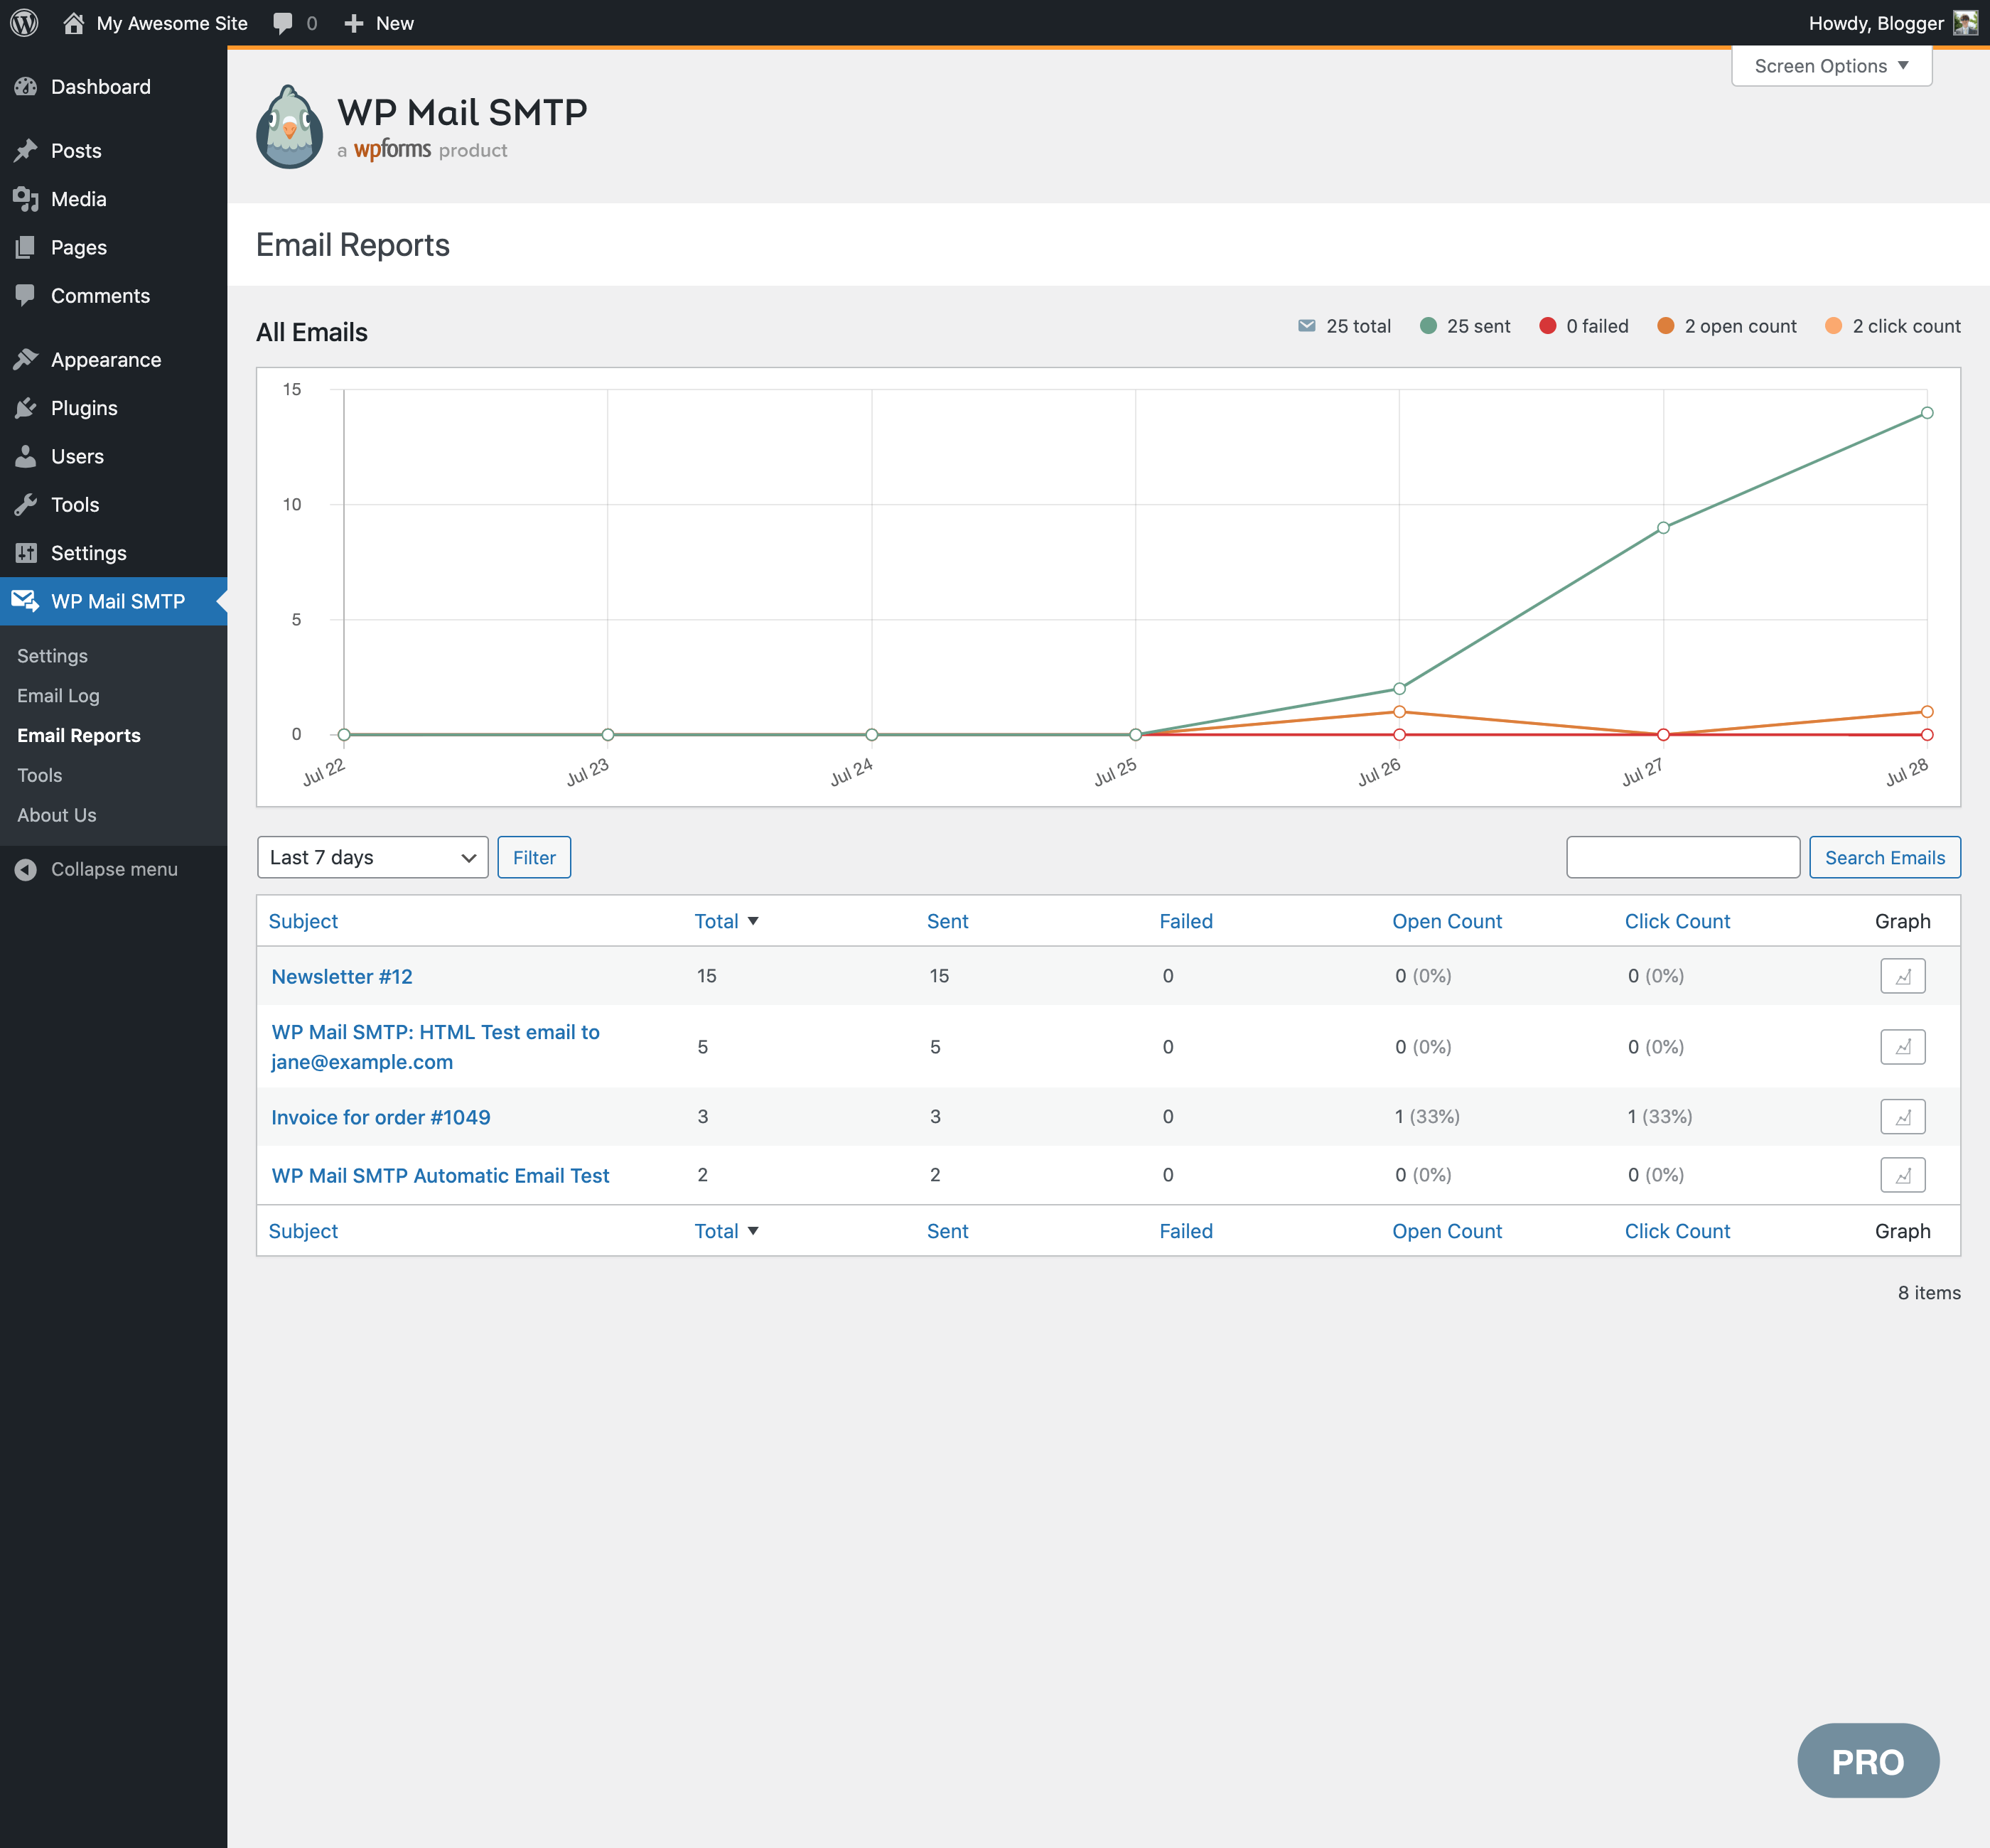 My Awesome Site 0 New Howdy, Blogger
Screen Options ▼
Dashboard
Posts
Media
Pages
Comments
Appearance
Plugins
Users
Tools
Settings
WP Mail SMTP
Settings
Email Log
Email Reports
Tools
About Us
Collapse menu
WP Mail SMTP
a wpforms product
Email Reports
All Emails
25 total 25 sent 0 failed 2 open count 2 click count
15
10
5
0
Jul 22 Jul 23 Jul 24 Jul 25 Jul 26 Jul 27 Jul 28
Last 7 days Filter Search Emails
Subject Total ▼ Sent Failed Open Count Click Count Graph
Newsletter #12 15 15 0 0 (0%) 0 (0%)
WP Mail SMTP: HTML Test email to
jane@example.com 5 5 0 0 (0%) 0 (0%)
Invoice for order #1049 3 3 0 1 (33%) 1 (33%)
WP Mail SMTP Automatic Email Test 2 2 0 0 (0%) 0 (0%)
Subject Total ▼ Sent Failed Open Count Click Count Graph
8 items
PRO